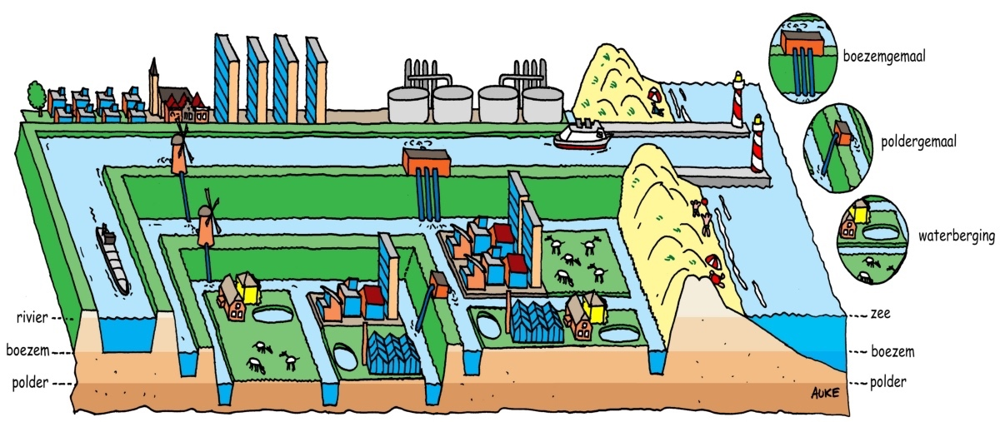 boezemgemaal
poldergemaal
waterberging
rivier
boezem
polder
zee
boezem
polder
AUKE